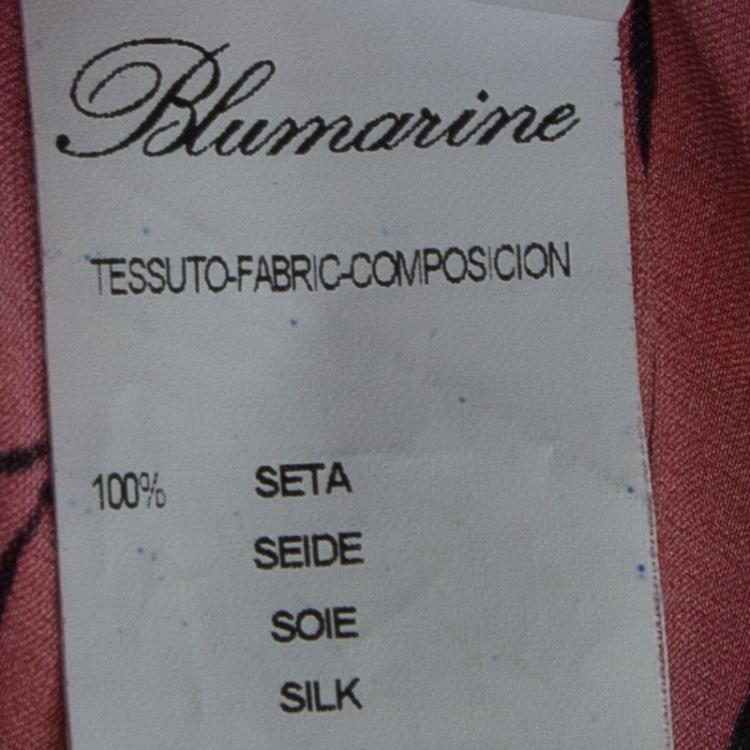 Blumarine
TESSUTO-FABRIC-COMPOSICION
100% SETA
SEIDE
SOIE
SILK